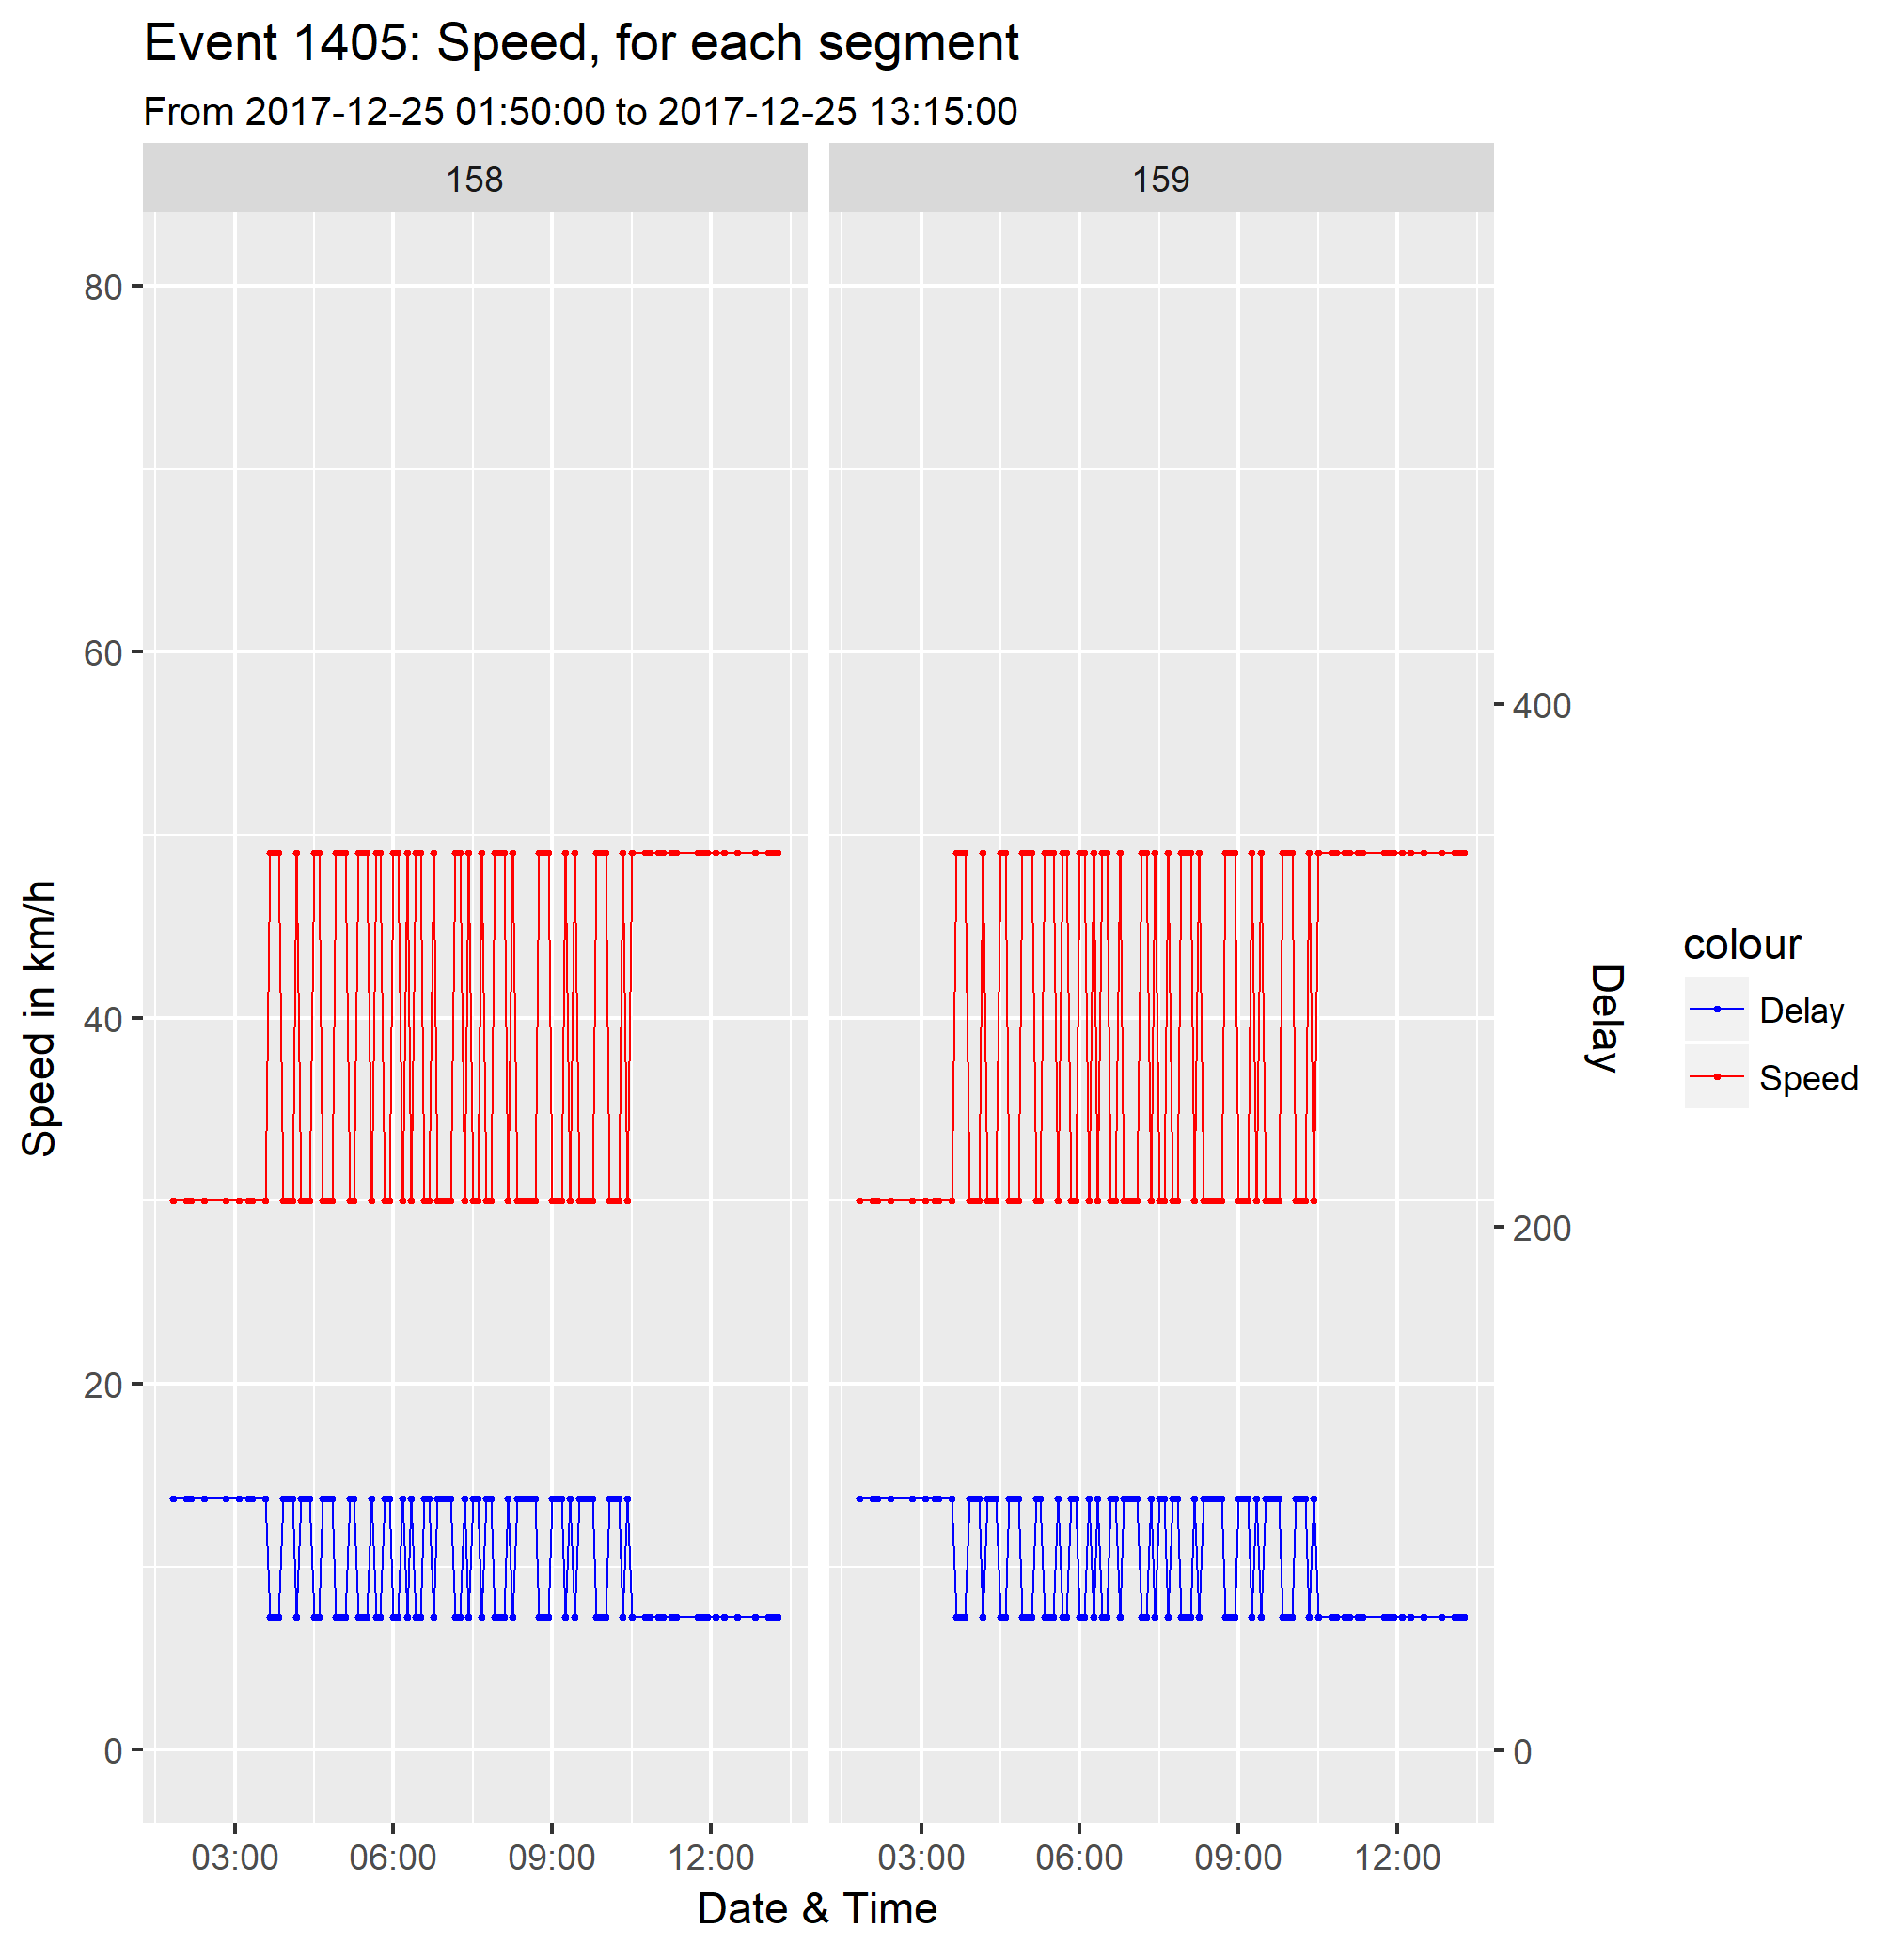 Event 1405: Speed, for each segment
From 2017-12-25 01:50:00 to 2017-12-25 13:15:00
158
159
80
60
40
20
0
Speed in km/h
400
200
0
Delay
colour
Delay
Speed
03:00
06:00
09:00
12:00
03:00
06:00
09:00
12:00
Date & Time